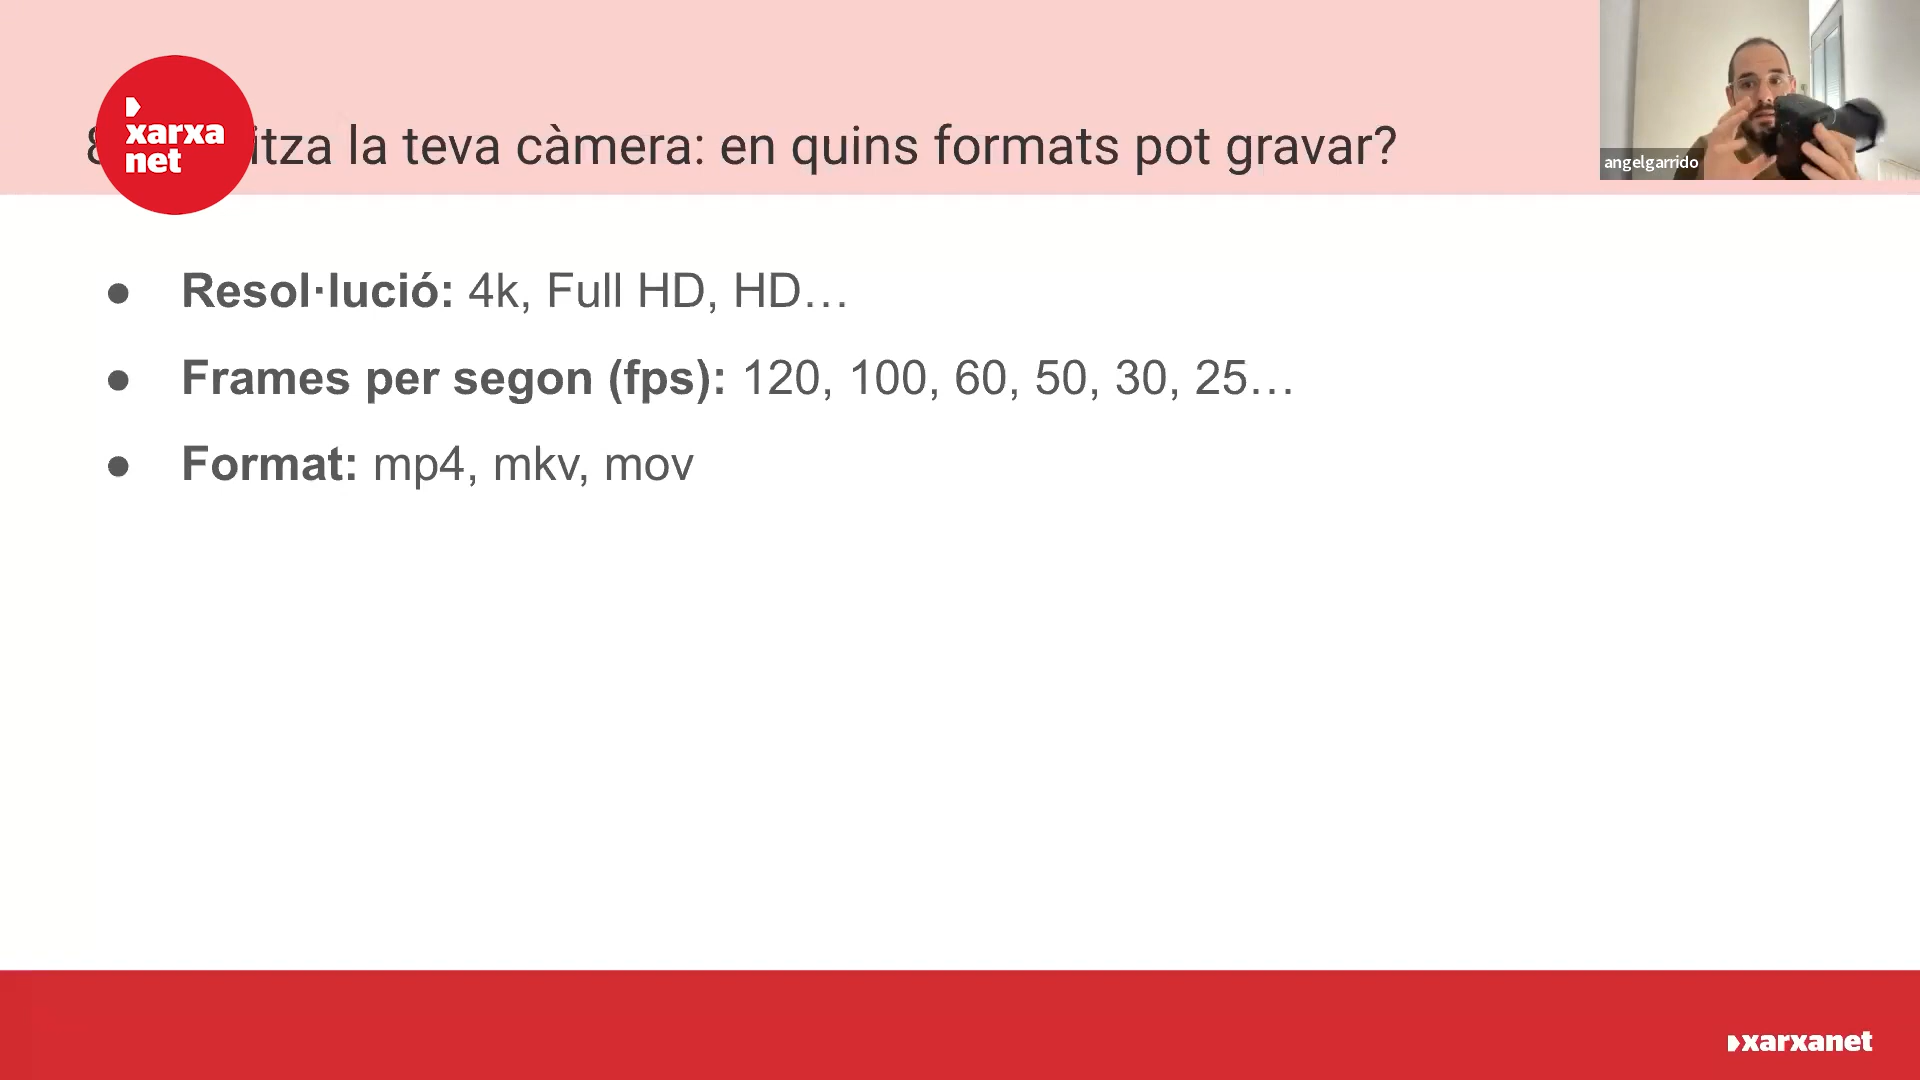 xarxa
net
itza la teva càmera: en quins formats pot gravar?
angelgarrido
● Resol·lució: 4k, Full HD, HD…
● Frames per segon (fps): 120, 100, 60, 50, 30, 25…
● Format: mp4, mkv, mov
xarxanet